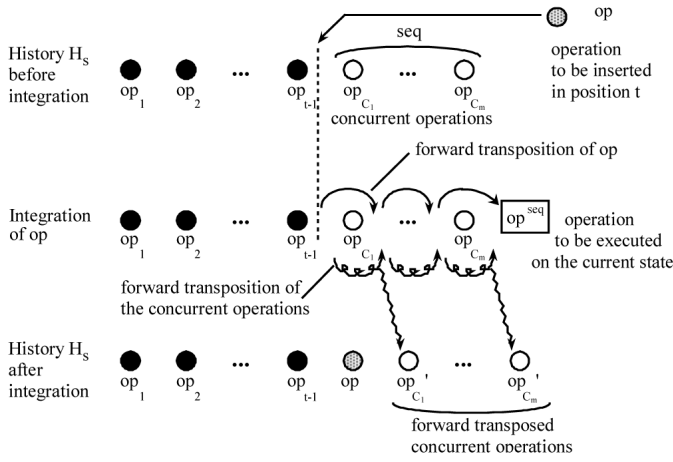 op
seq
History H_s
before
integration
operation
to be inserted
in position t
...
...
op_1 op_2 op_t-1 op_C_1 op_C_m
concurrent operations
forward transposition of op
Integration
of op
...
...
op^seq
operation
to be executed
on the current state
op_1 op_2 op_t-1 op_C_1 op_C_m
forward transposition of
the concurrent operations
History H_s
after
integration
...
...
op_1 op_2 op_t-1 op op_C_1' op_C_m'
forward transposed
concurrent operations